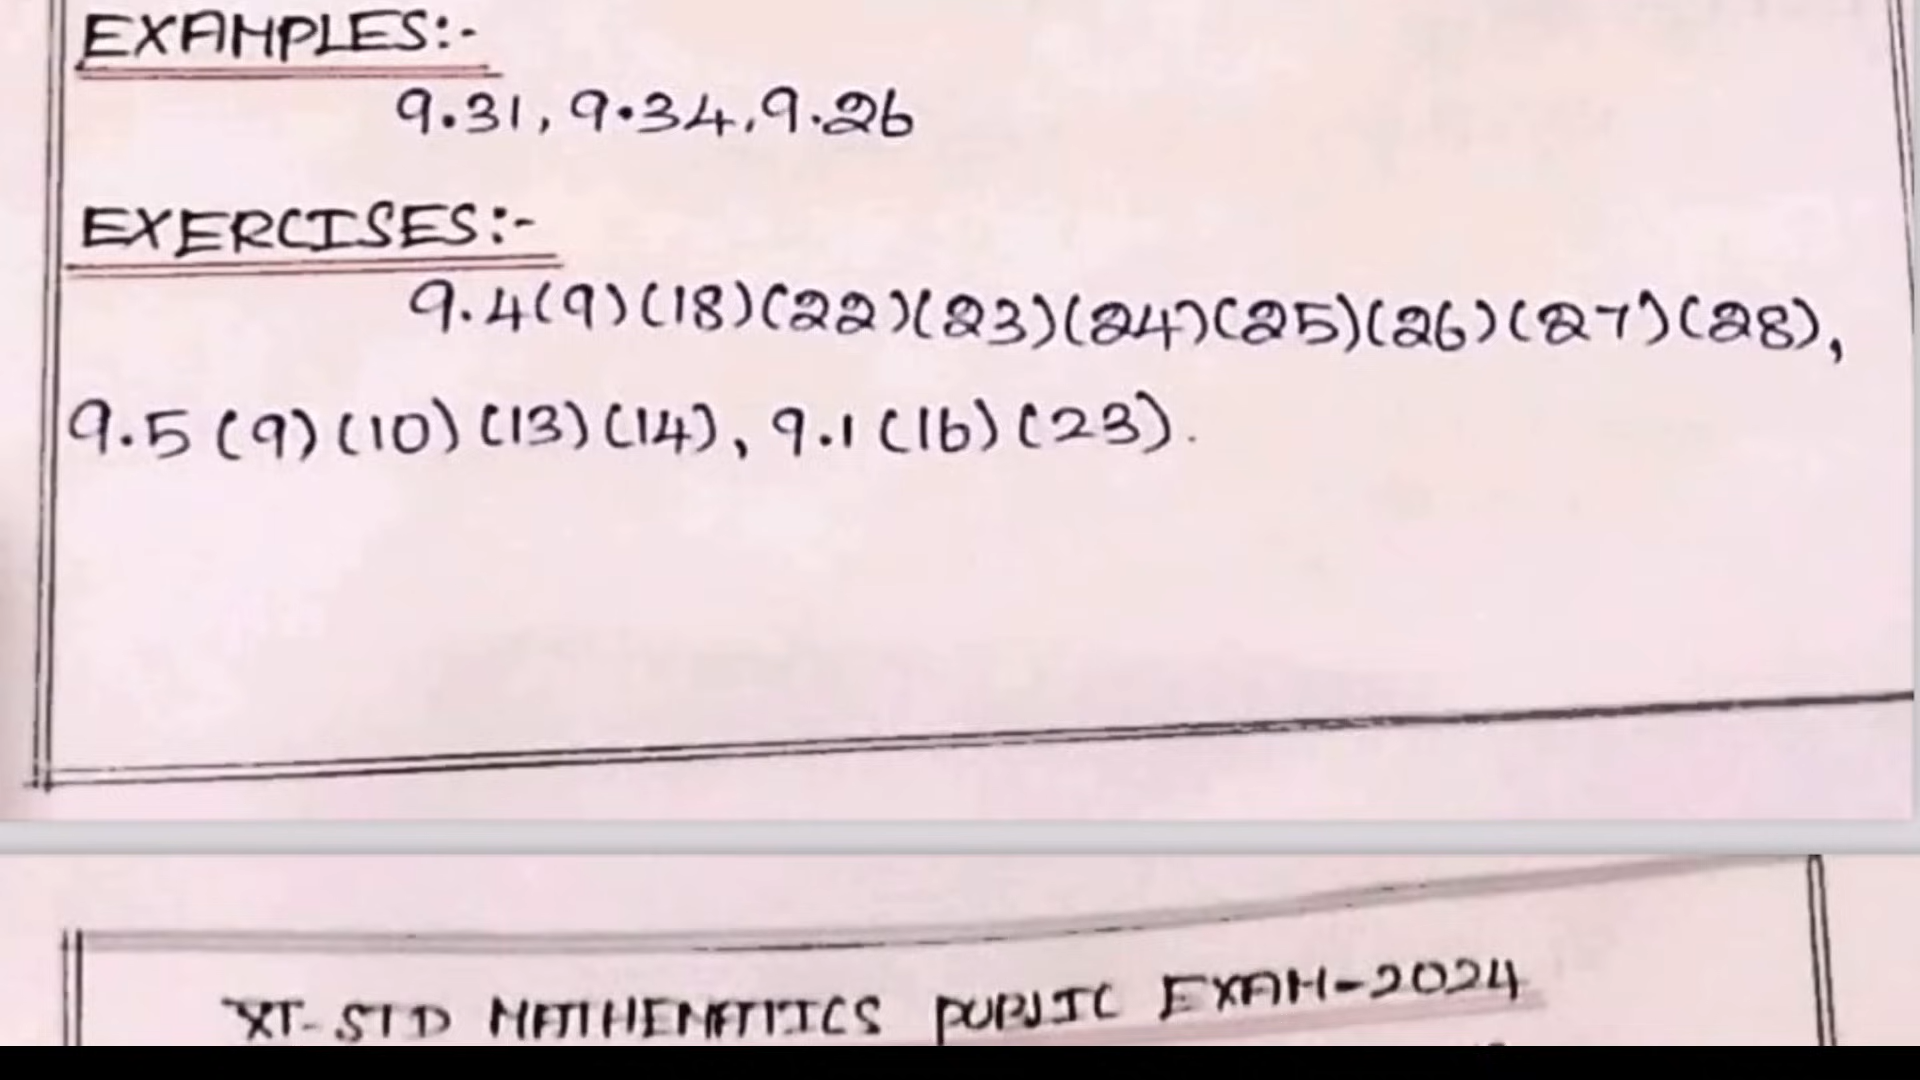 EXAMPLES:-
9.31, 9.34, 9.26
EXERCISES:-
9.4(9)(18)(22)(23)(24)(25)(26)(27)(28),
9.5 (9) (10) (13) (14), 9.1 (16) (23).
XI-STD MATHEMATICS PUBLIC EXAM-2024